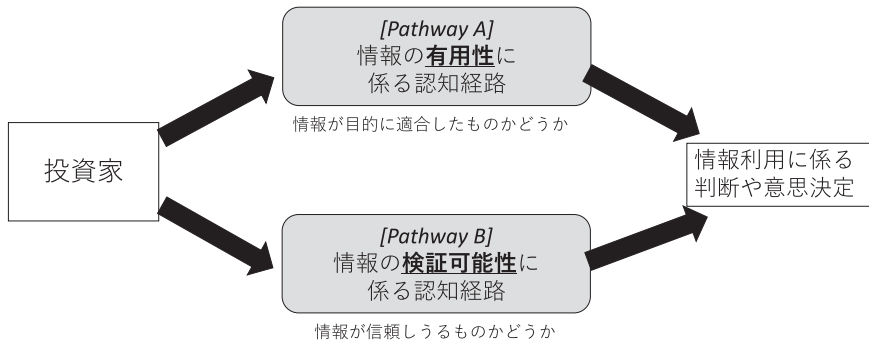 [Pathway A]
情報の有用性に
係る認知経路
情報が目的に適合したものかどうか
投資家
情報利用に係る
判断や意思決定
[Pathway B]
情報の検証可能性に
係る認知経路
情報が信頼しうるものかどうか